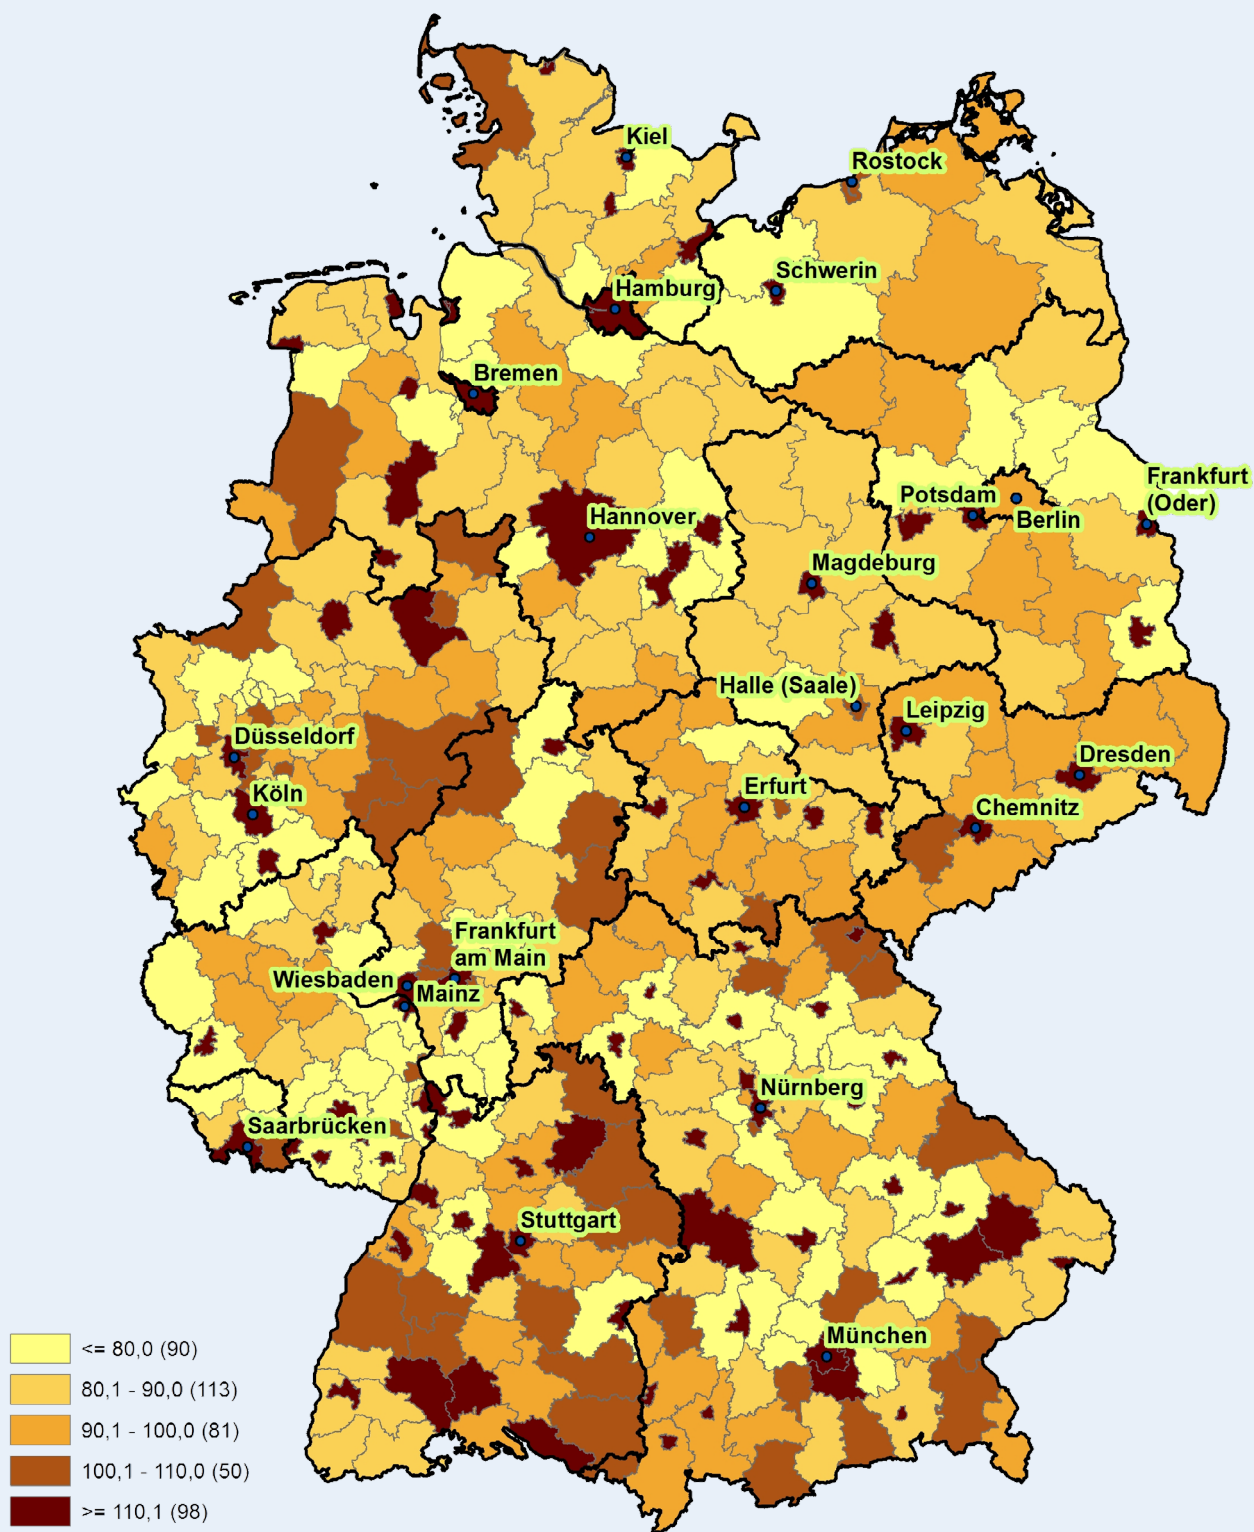 Kiel
Rostock
Schwerin
Hamburg
Bremen
Frankfurt
(Oder)
Potsdam
Berlin
Hannover
Magdeburg
Halle (Saale)
Leipzig
Düsseldorf
Dresden
Köln
Erfurt
Chemnitz
Frankfurt
am Main
Wiesbaden
Mainz
Nürnberg
Saarbrücken
Stuttgart
München
<= 80,0 (90)
80,1 - 90,0 (113)
90,1 - 100,0 (81)
100,1 - 110,0 (50)
>= 110,1 (98)